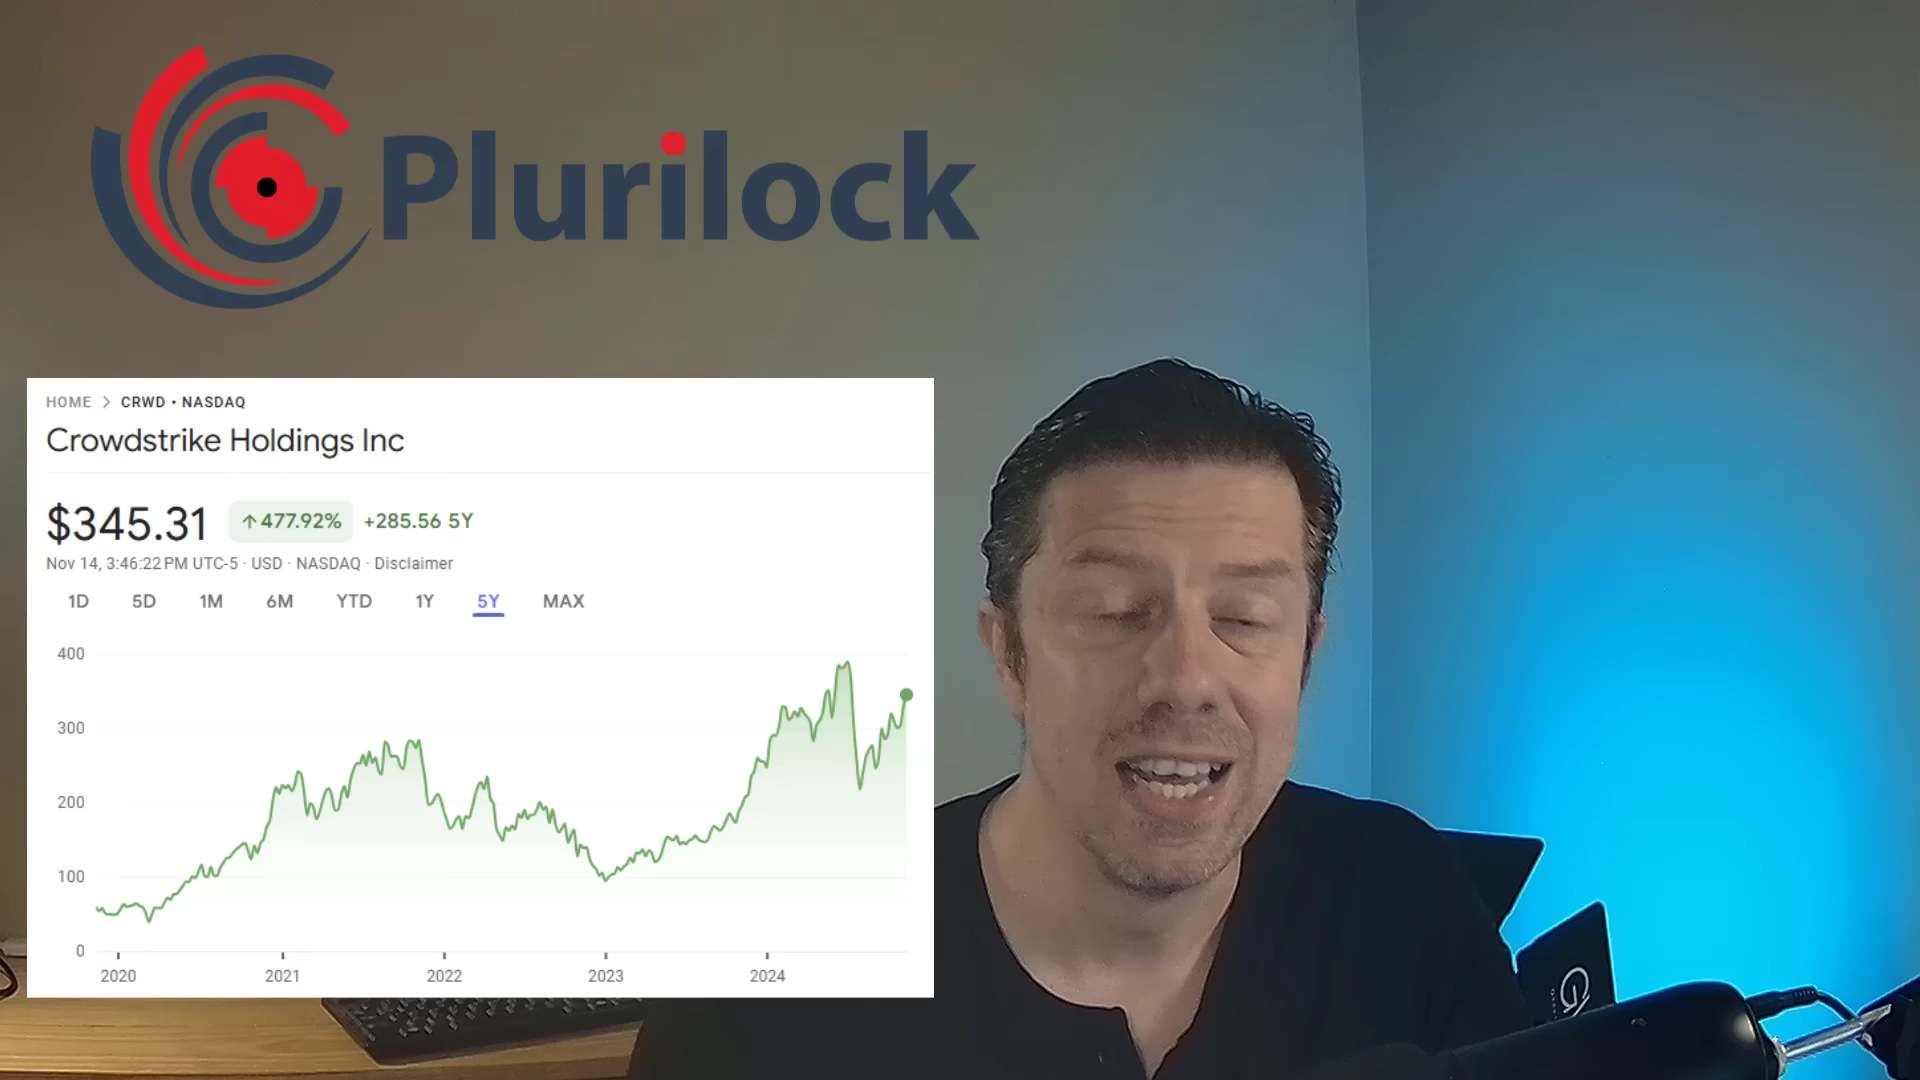 Plurilock
HOME > CRWD • NASDAQ
Crowdstrike Holdings Inc
$345.31 ↑477.92% +285.56 5Y
Nov 14, 3:46:22 PM UTC-5 · USD · NASDAQ · Disclaimer
1D 5D 1M 6M YTD 1Y 5Y MAX
400
300
200
100
0
2020 2021 2022 2023 2024